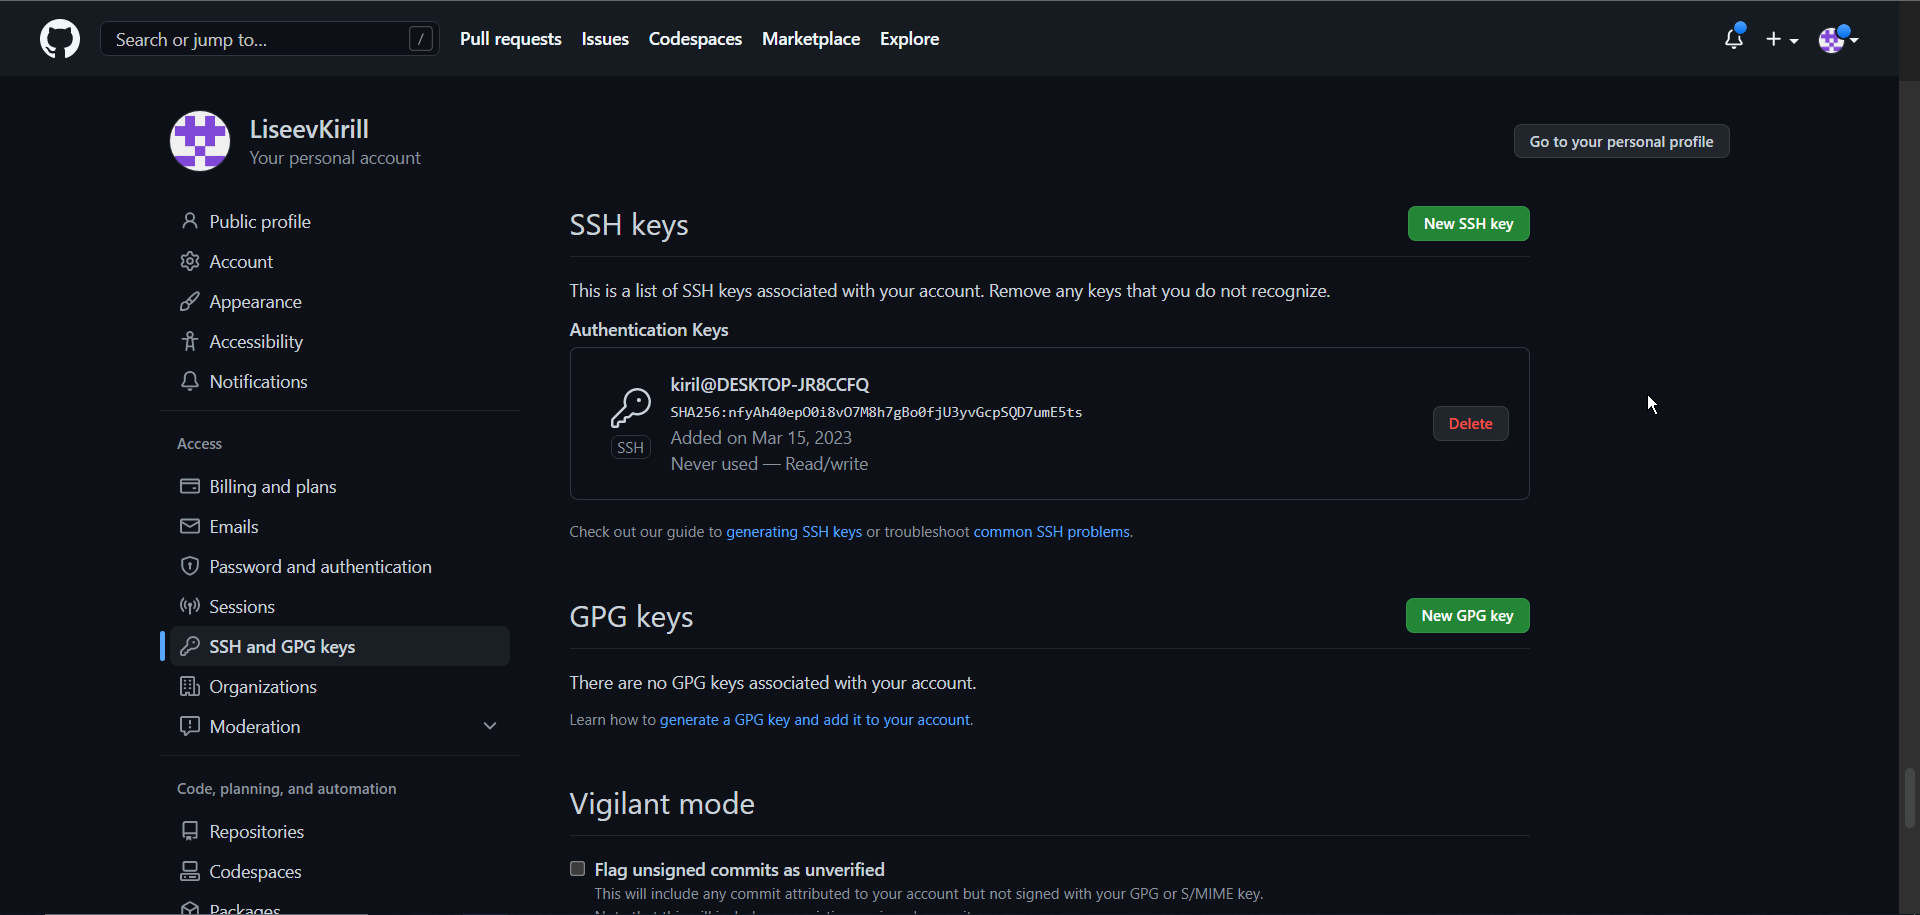 Search or jump to... /
Pull requests Issues Codespaces Marketplace Explore
LiseevKirill
Your personal account
Go to your personal profile
Public profile
Account
Appearance
Accessibility
Notifications
Access
Billing and plans
Emails
Password and authentication
Sessions
SSH and GPG keys
Organizations
Moderation
Code, planning, and automation
Repositories
Codespaces
Packages
SSH keys
New SSH key
This is a list of SSH keys associated with your account. Remove any keys that you do not recognize.
Authentication Keys
kiril@DESKTOP-JR8CCFQ
SHA256:nfyAh40epO0i8vO7M8h7gBo0fjU3yvGcpSQD7umE5ts
Added on Mar 15, 2023
Never used — Read/write
SSH
Delete
Check out our guide to generating SSH keys or troubleshoot common SSH problems.
GPG keys
New GPG key
There are no GPG keys associated with your account.
Learn how to generate a GPG key and add it to your account.
Vigilant mode
Flag unsigned commits as unverified
This will include any commit attributed to your account but not signed with your GPG or S/MIME key.